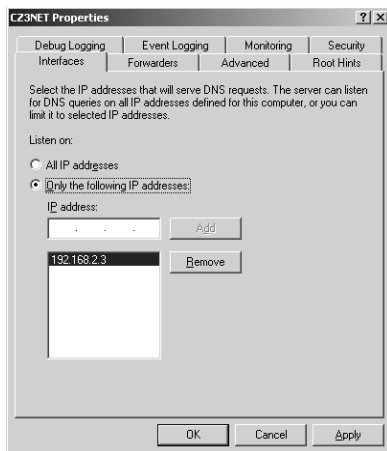 CZ3NET Properties
Debug Logging Event Logging Monitoring Security
Interfaces Forwarders Advanced Root Hints
Select the IP addresses that will serve DNS requests. The server can listen
for DNS queries on all IP addresses defined for this computer, or you can
limit it to selected IP addresses.
Listen on:
All IP addresses
Only the following IP addresses:
IP address:
. . . Add
192.168.2.3 Remove
OK Cancel Apply